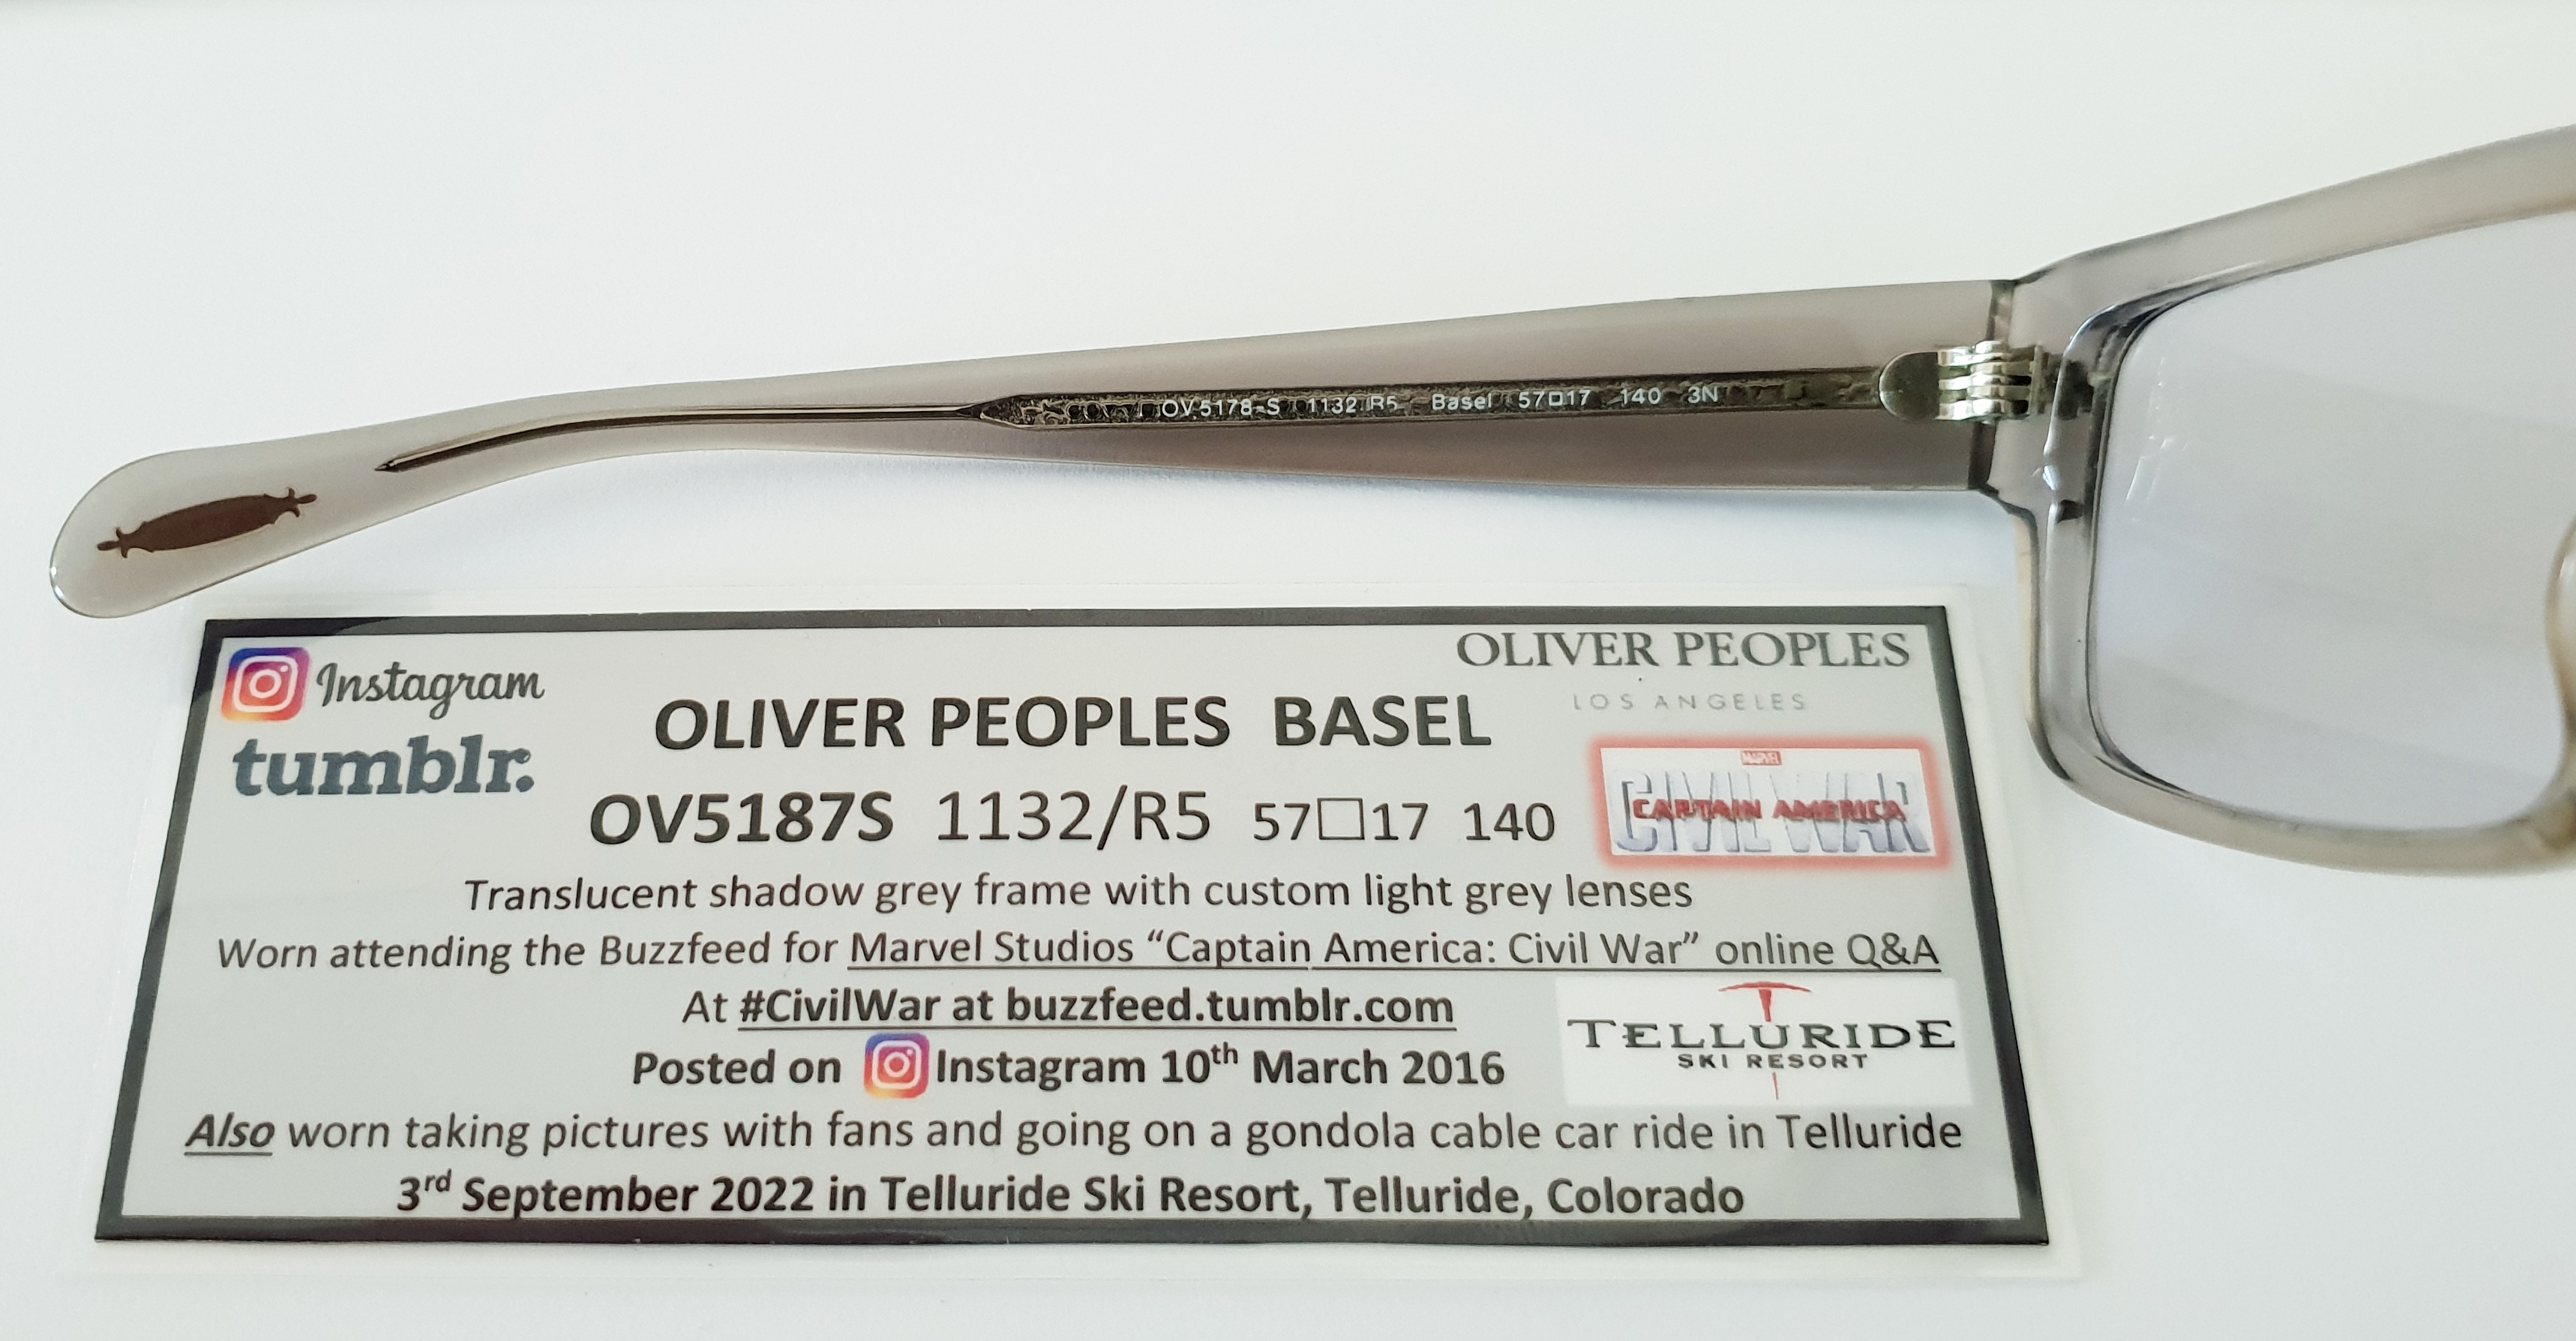 OV 5178-S 1132/R5 Basel 57□17 140 3N
Instagram
tumblr.
OLIVER PEOPLES
LOS ANGELES
OLIVER PEOPLES BASEL
OV5187S 1132/R5 57□17 140
MARVEL
CAPTAIN AMERICA
CIVIL WAR
Translucent shadow grey frame with custom light grey lenses
Worn attending the Buzzfeed for Marvel Studios “Captain America: Civil War” online Q&A
At #CivilWar at buzzfeed.tumblr.com
Posted on Instagram 10th March 2016
TELLURIDE
SKI RESORT
Also worn taking pictures with fans and going on a gondola cable car ride in Telluride
3rd September 2022 in Telluride Ski Resort, Telluride, Colorado